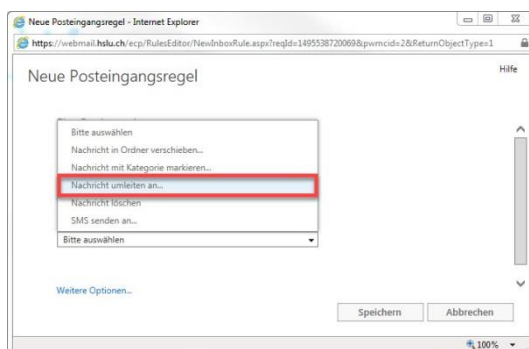 Neue Posteingangsregel - Internet Explorer
https://webmail.hslu.ch/ecp/RulesEditor/NewInboxRule.aspx?reqId=1495538720069&pwmcid=2&ReturnObjectType=1
Hilfe
Neue Posteingangsregel
Bitte auswählen
Nachricht in Ordner verschieben...
Nachricht mit Kategorie markieren...
Nachricht umleiten an...
Nachricht löschen
SMS senden an...
Bitte auswählen
Weitere Optionen...
Speichern Abbrechen
100%